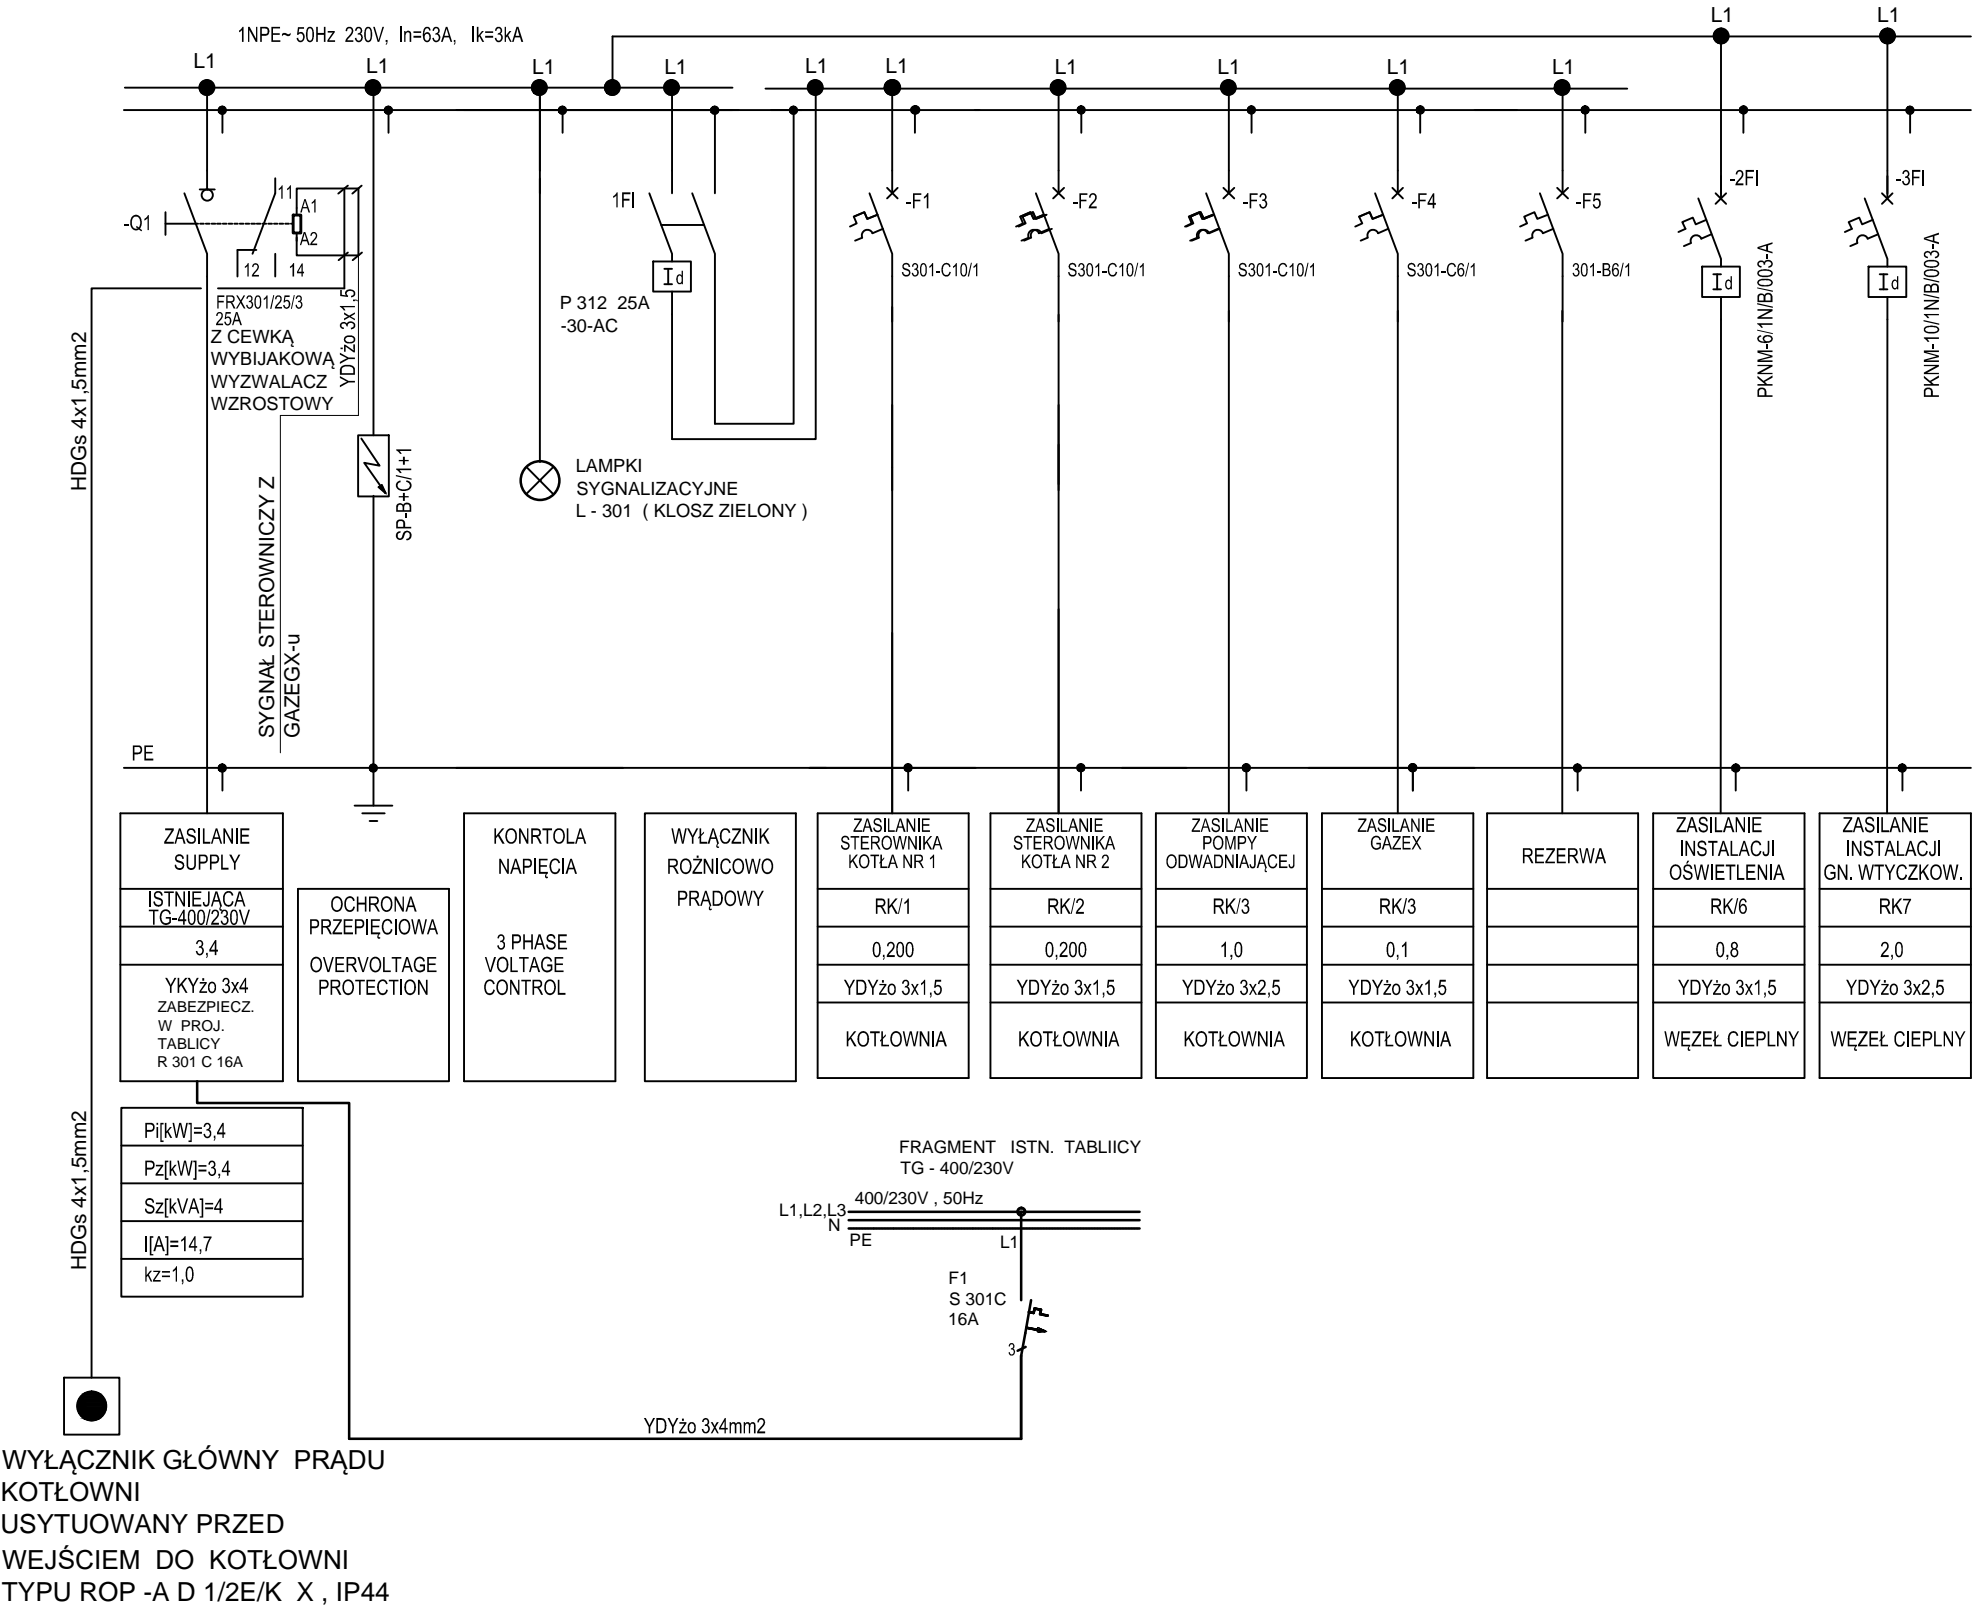 1NPE~ 50Hz 230V, In=63A, Ik=3kA
L1
L1
L1
L1
L1
L1
L1
L1
L1
L1
L1
L1
-Q1
11
A1
A2
12
14
FRX301/25/3
25A
Z CEWKĄ
WYBIJAKOWĄ
WYZWALACZ
WZROSTOWY
YDYżo 3x1,5
HDGs 4x1,5mm2
SYGNAŁ STEROWNICZY Z
GAZEGX-u
SP-B+C/1+1
LAMPKI
SYGNALIZACYJNE
L - 301 ( KLOSZ ZIELONY )
1FI
Id
P 312 25A
-30-AC
-F1
S301-C10/1
-F2
S301-C10/1
-F3
S301-C10/1
-F4
S301-C6/1
-F5
301-B6/1
-2FI
Id
PKNM-6/1N/B/003-A
-3FI
Id
PKNM-10/1N/B/003-A
PE
ZASILANIE
SUPPLY
ISTNIEJĄCA
TG-400/230V
3,4
YKYżo 3x4
ZABEZPIECZ.
W PROJ.
TABLICY
R 301 C 16A
OCHRONA
PRZEPIĘCIOWA
OVERVOLTAGE
PROTECTION
KONRTOLA
NAPIĘCIA
3 PHASE
VOLTAGE
CONTROL
WYŁĄCZNIK
ROŻNICOWO
PRĄDOWY
ZASILANIE
STEROWNIKA
KOTŁA NR 1
RK/1
0,200
YDYżo 3x1,5
KOTŁOWNIA
ZASILANIE
STEROWNIKA
KOTŁA NR 2
RK/2
0,200
YDYżo 3x1,5
KOTŁOWNIA
ZASILANIE
POMPY
ODWADNIAJĄCEJ
RK/3
1,0
YDYżo 3x2,5
KOTŁOWNIA
ZASILANIE
GAZEX
RK/3
0,1
YDYżo 3x1,5
KOTŁOWNIA
REZERWA
ZASILANIE
INSTALACJI
OŚWIETLENIA
RK/6
0,8
YDYżo 3x1,5
WĘZEŁ CIEPLNY
ZASILANIE
INSTALACJI
GN. WTYCZKOW.
RK7
2,0
YDYżo 3x2,5
WĘZEŁ CIEPLNY
HDGs 4x1,5mm2
Pi[kW]=3,4
Pz[kW]=3,4
Sz[kVA]=4
I[A]=14,7
kz=1,0
FRAGMENT ISTN. TABLIICY
TG - 400/230V
400/230V , 50Hz
L1,L2,L3
N
PE
L1
F1
S 301C
16A
3
YDYżo 3x4mm2
WYŁĄCZNIK GŁÓWNY PRĄDU
KOTŁOWNI
USYTUOWANY PRZED
WEJŚCIEM DO KOTŁOWNI
TYPU ROP -A D 1/2E/K X , IP44